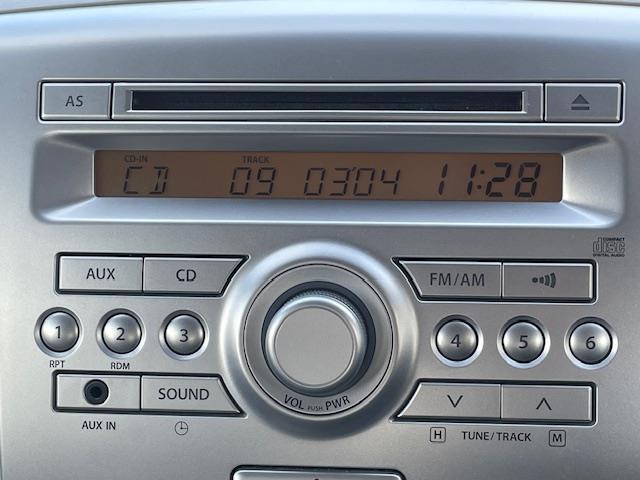 AS
CD-IN TRACK
CD 09 03'04 11:28
COMPACT
disc
DIGITAL AUDIO
AUX CD FM/AM
1 2 3 4 5 6
RPT RDM
SOUND
VOL PUSH PWR
AUX IN H TUNE/TRACK M